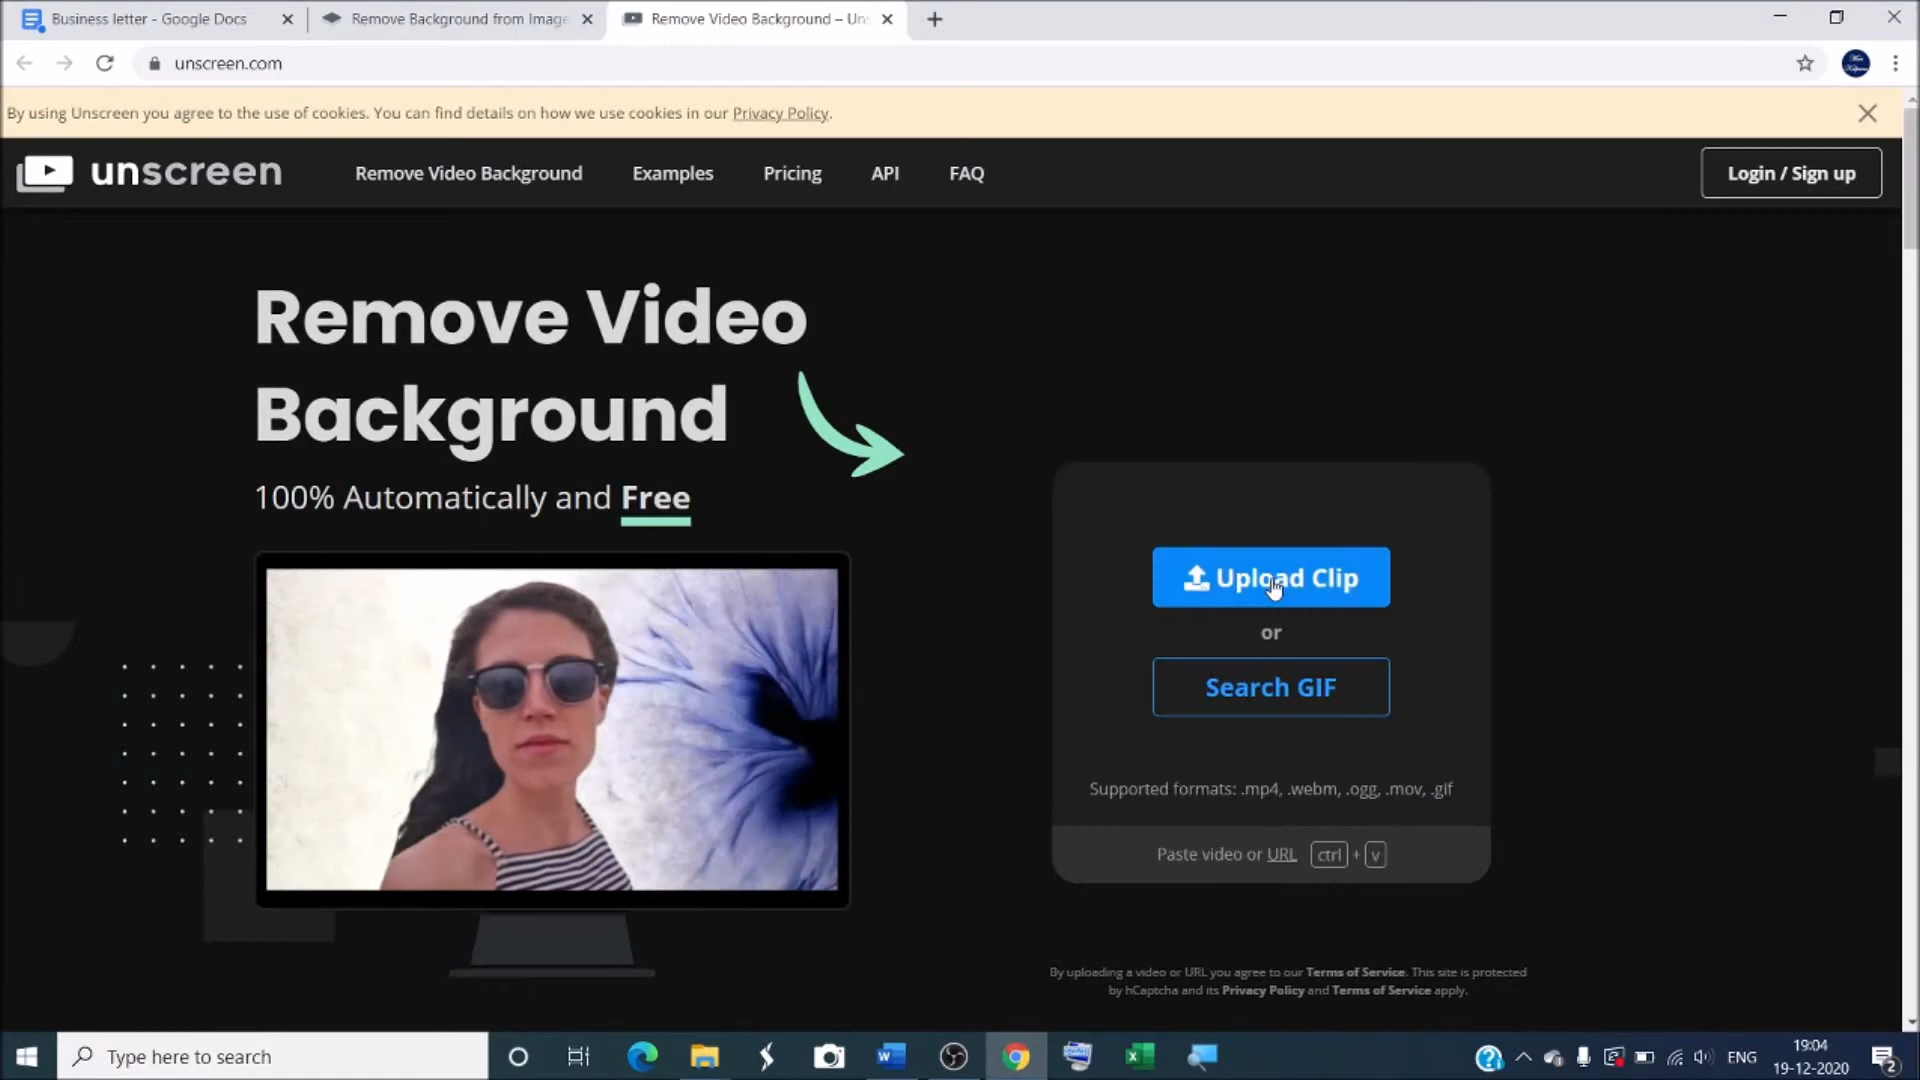 Business letter - Google Docs
Remove Background from Image
Remove Video Background – Uns
unscreen.com
By using Unscreen you agree to the use of cookies. You can find details on how we use cookies in our Privacy Policy.
unscreen
Remove Video Background
Examples
Pricing
API
FAQ
Login / Sign up
Remove Video
Background
100% Automatically and Free
Upload Clip
or
Search GIF
Supported formats: .mp4, .webm, .ogg, .mov, .gif
Paste video or URL ctrl + v
By uploading a video or URL you agree to our Terms of Service. This site is protected
by hCaptcha and its Privacy Policy and Terms of Service apply.
Type here to search
ENG
19:04
19-12-2020
2